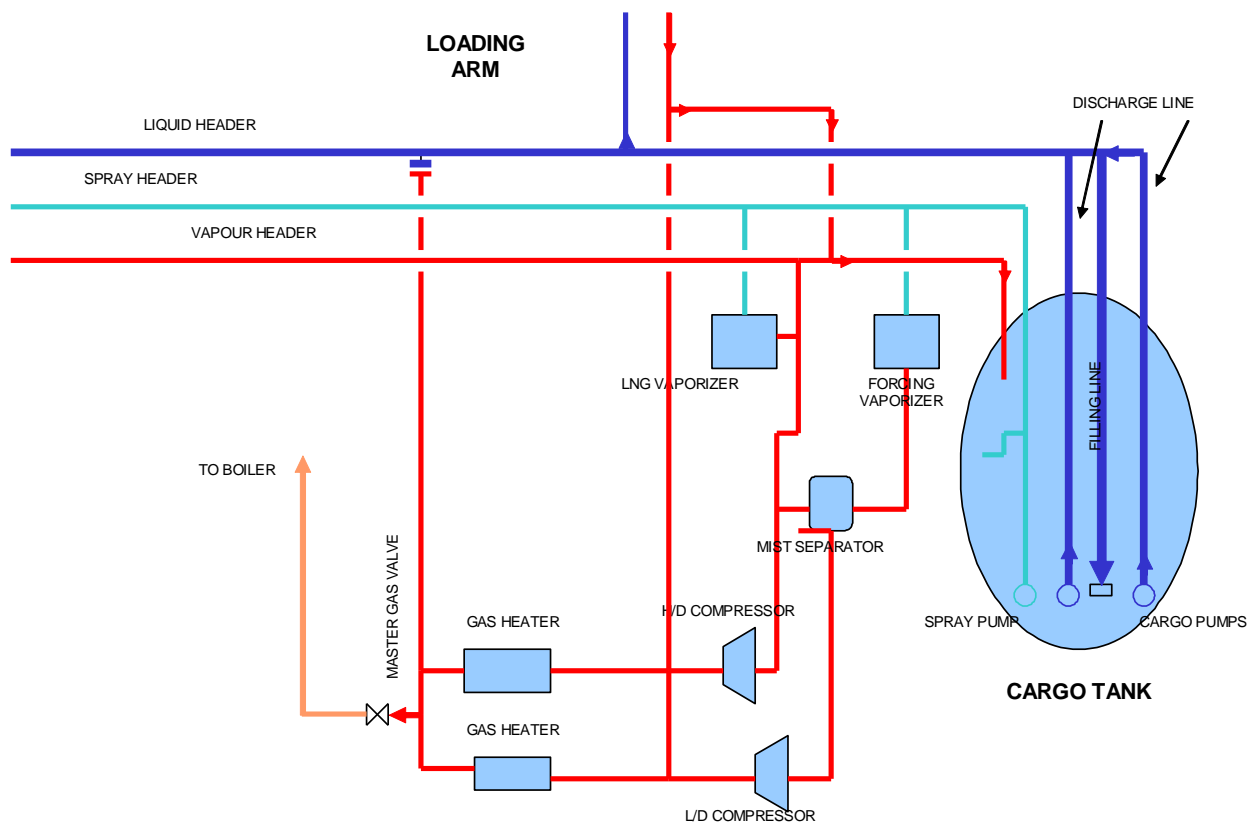 LOADING
ARM
DISCHARGE LINE
LIQUID HEADER
SPRAY HEADER
VAPOUR HEADER
LNG VAPORIZER
FORCING
VAPORIZER
FILLING LINE
TO BOILER
MIST SEPARATOR
MASTER GAS VALVE
H/D COMPRESSOR
GAS HEATER
SPRAY PUMP
CARGO PUMPS
CARGO TANK
GAS HEATER
L/D COMPRESSOR